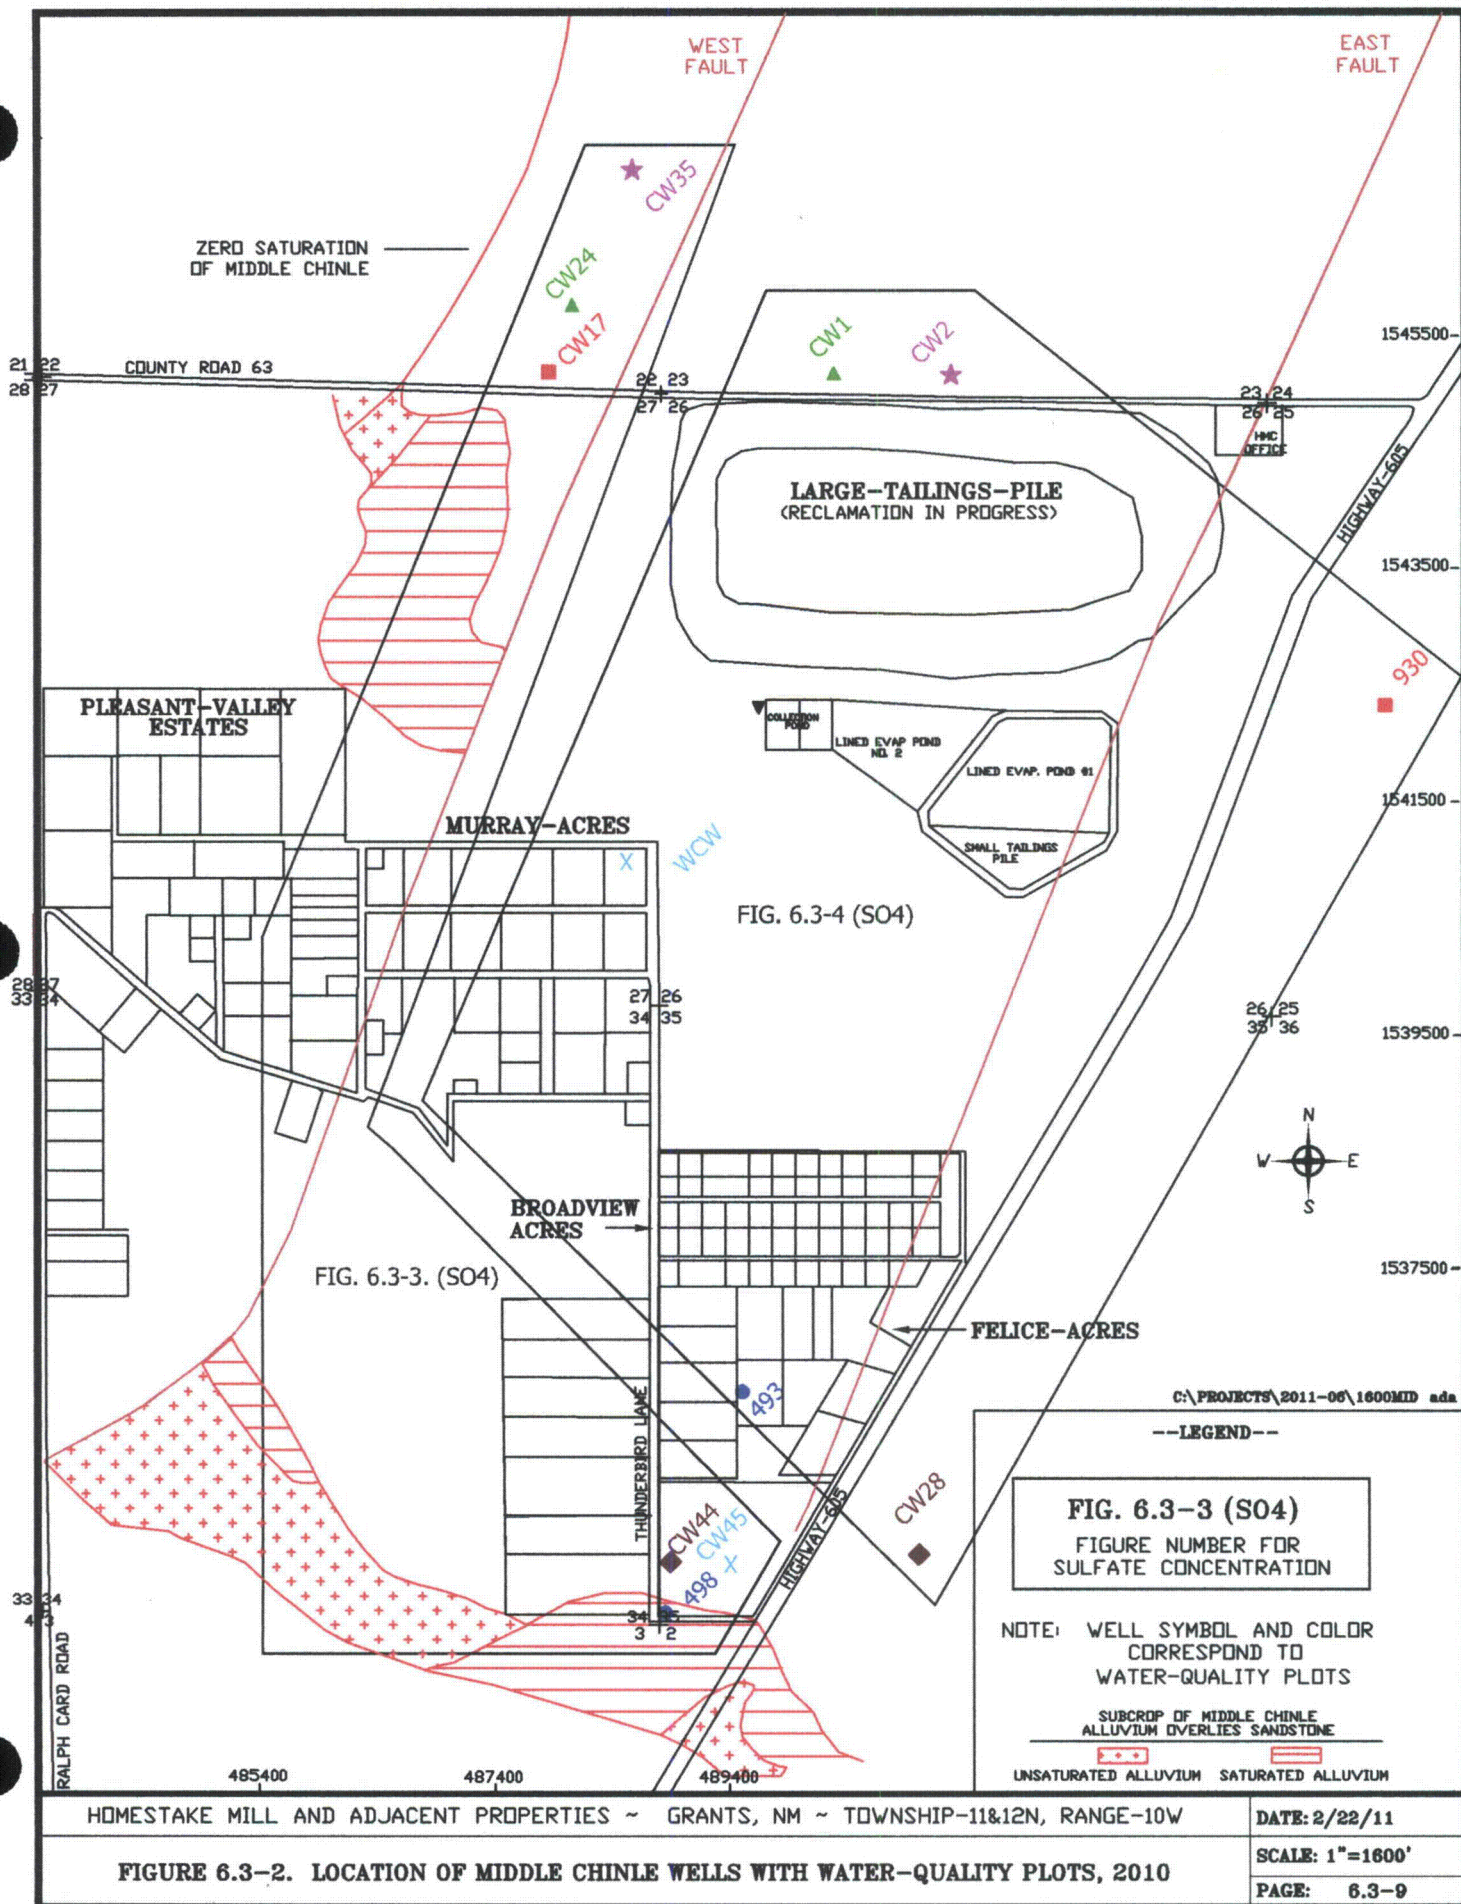 WEST
FAULT
EAST
FAULT
CW35
ZERO SATURATION
OF MIDDLE CHINLE
CW24
CW17
CW1
CW2
1545500
21 22
28 27
COUNTY ROAD 63
22 23
27 26
23 24
26 25
HMC
OFFICE
HIGHWAY-605
LARGE-TAILINGS-PILE
(RECLAMATION IN PROGRESS)
1543500
930
PLEASANT-VALLEY
ESTATES
COLLECTION
POND
LINED EVAP POND
NO. 2
LINED EVAP. POND #1
1541500
MURRAY-ACRES
X
WCW
SMALL TAILINGS
PILE
FIG. 6.3-4 (SO4)
28 27
33 34
27 26
34 35
26 25
35 36
1539500
N
W E
S
BROADVIEW
ACRES
FIG. 6.3-3. (SO4)
1537500
FELICE-ACRES
493
THUNDERBIRD LANE
C:\PROJECTS\2011-06\1600MID ada
--LEGEND--
FIG. 6.3-3 (SO4)
FIGURE NUMBER FOR
SULFATE CONCENTRATION
CW28
CW44
CW45
X
498
HIGHWAY-605
33 34
4 3
34 35
3 2
NOTE: WELL SYMBOL AND COLOR
CORRESPOND TO
WATER-QUALITY PLOTS
SUBCROP OF MIDDLE CHINLE
ALLUVIUM OVERLIES SANDSTONE
UNSATURATED ALLUVIUM SATURATED ALLUVIUM
RALPH CARD ROAD
485400
487400
489400
HOMESTAKE MILL AND ADJACENT PROPERTIES ~ GRANTS, NM ~ TOWNSHIP-11&12N, RANGE-10W
DATE: 2/22/11
FIGURE 6.3-2. LOCATION OF MIDDLE CHINLE WELLS WITH WATER-QUALITY PLOTS, 2010
SCALE: 1"=1600'
PAGE: 6.3-9